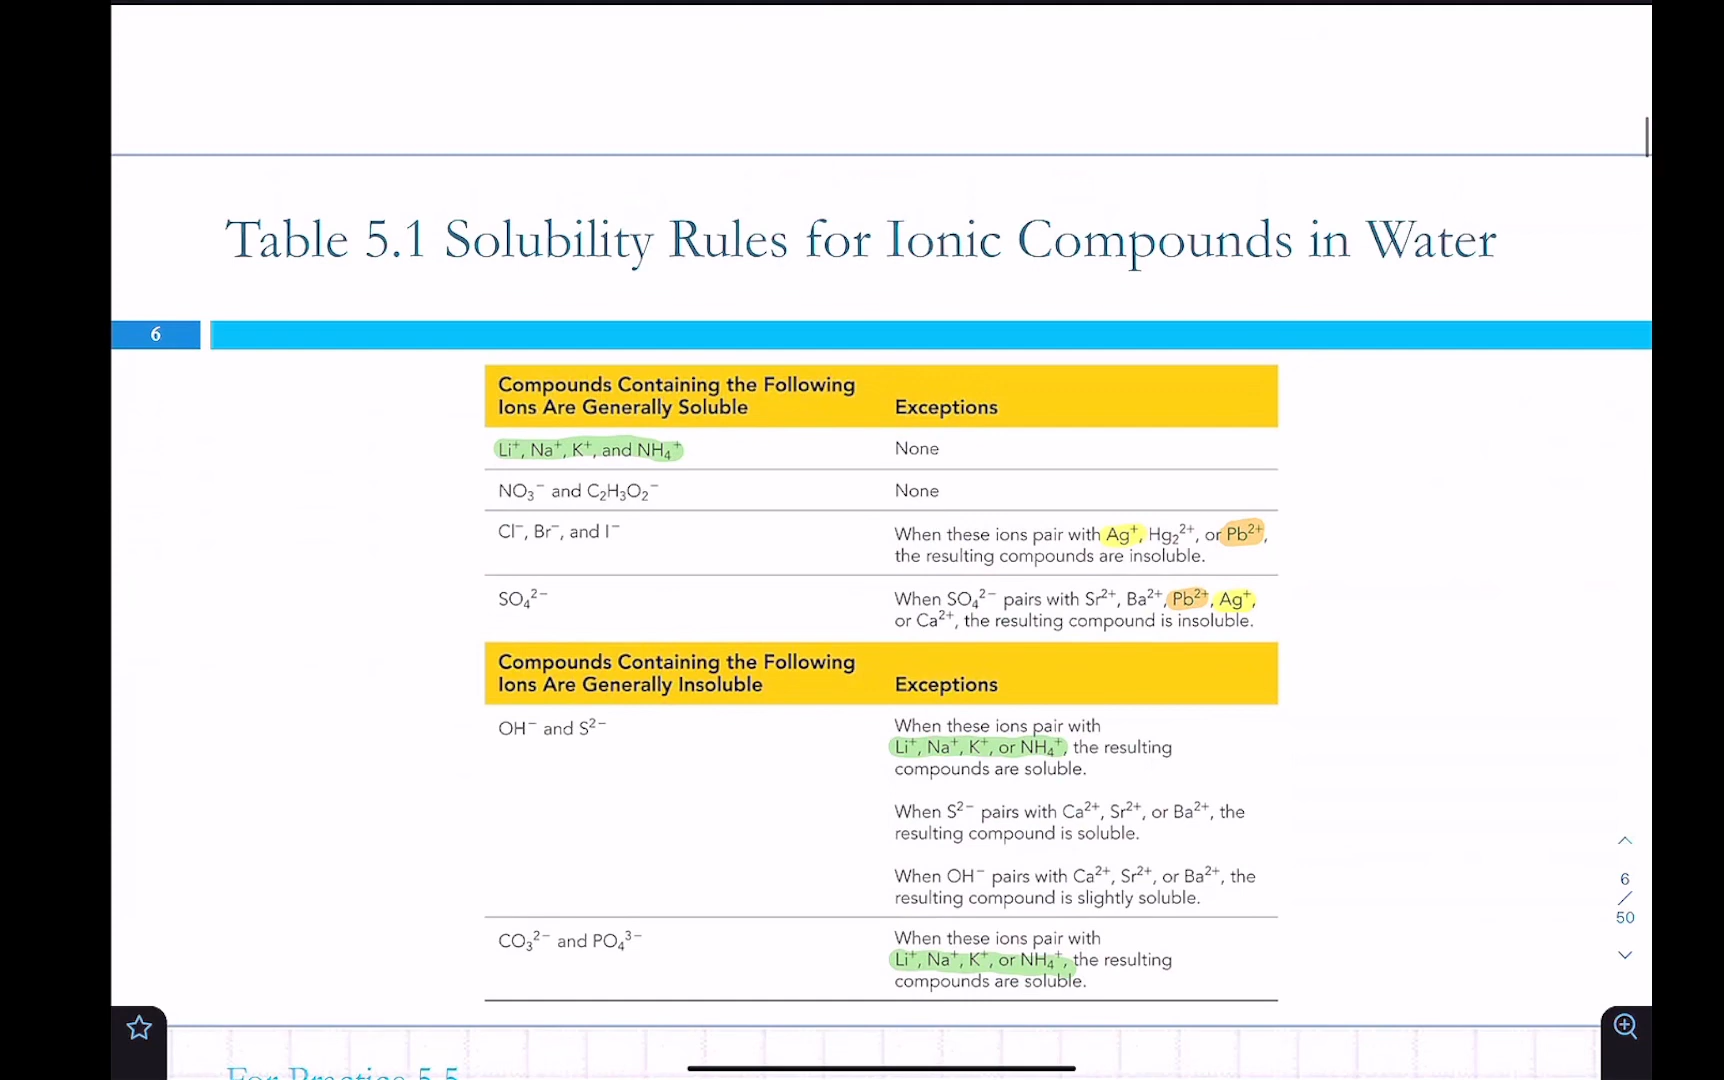 Table 5.1 Solubility Rules for Ionic Compounds in Water
6
Compounds Containing the Following
Ions Are Generally Soluble
Exceptions
Li⁺, Na⁺, K⁺, and NH₄⁺
None
NO₃⁻ and C₂H₃O₂⁻
None
Cl⁻, Br⁻, and I⁻
When these ions pair with Ag⁺, Hg₂²⁺, or Pb²⁺,
the resulting compounds are insoluble.
SO₄²⁻
When SO₄²⁻ pairs with Sr²⁺, Ba²⁺, Pb²⁺, Ag⁺,
or Ca²⁺, the resulting compound is insoluble.
Compounds Containing the Following
Ions Are Generally Insoluble
Exceptions
OH⁻ and S²⁻
When these ions pair with
Li⁺, Na⁺, K⁺, or NH₄⁺, the resulting
compounds are soluble.
When S²⁻ pairs with Ca²⁺, Sr²⁺, or Ba²⁺, the
resulting compound is soluble.
When OH⁻ pairs with Ca²⁺, Sr²⁺, or Ba²⁺, the
resulting compound is slightly soluble.
CO₃²⁻ and PO₄³⁻
When these ions pair with
Li⁺, Na⁺, K⁺, or NH₄⁺, the resulting
compounds are soluble.
6
/
50
For Practice 5.5